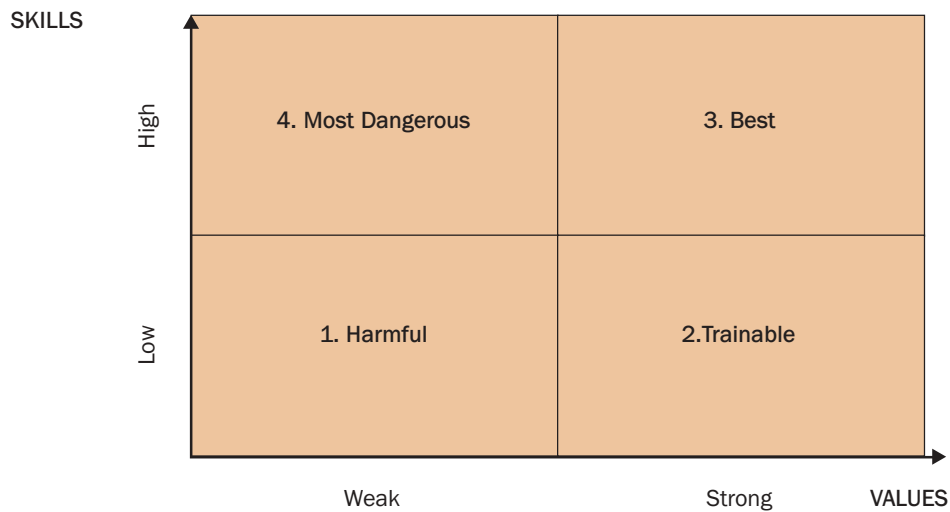 SKILLS
High
4. Most Dangerous
3. Best
Low
1. Harmful
2.Trainable
Weak
Strong
VALUES